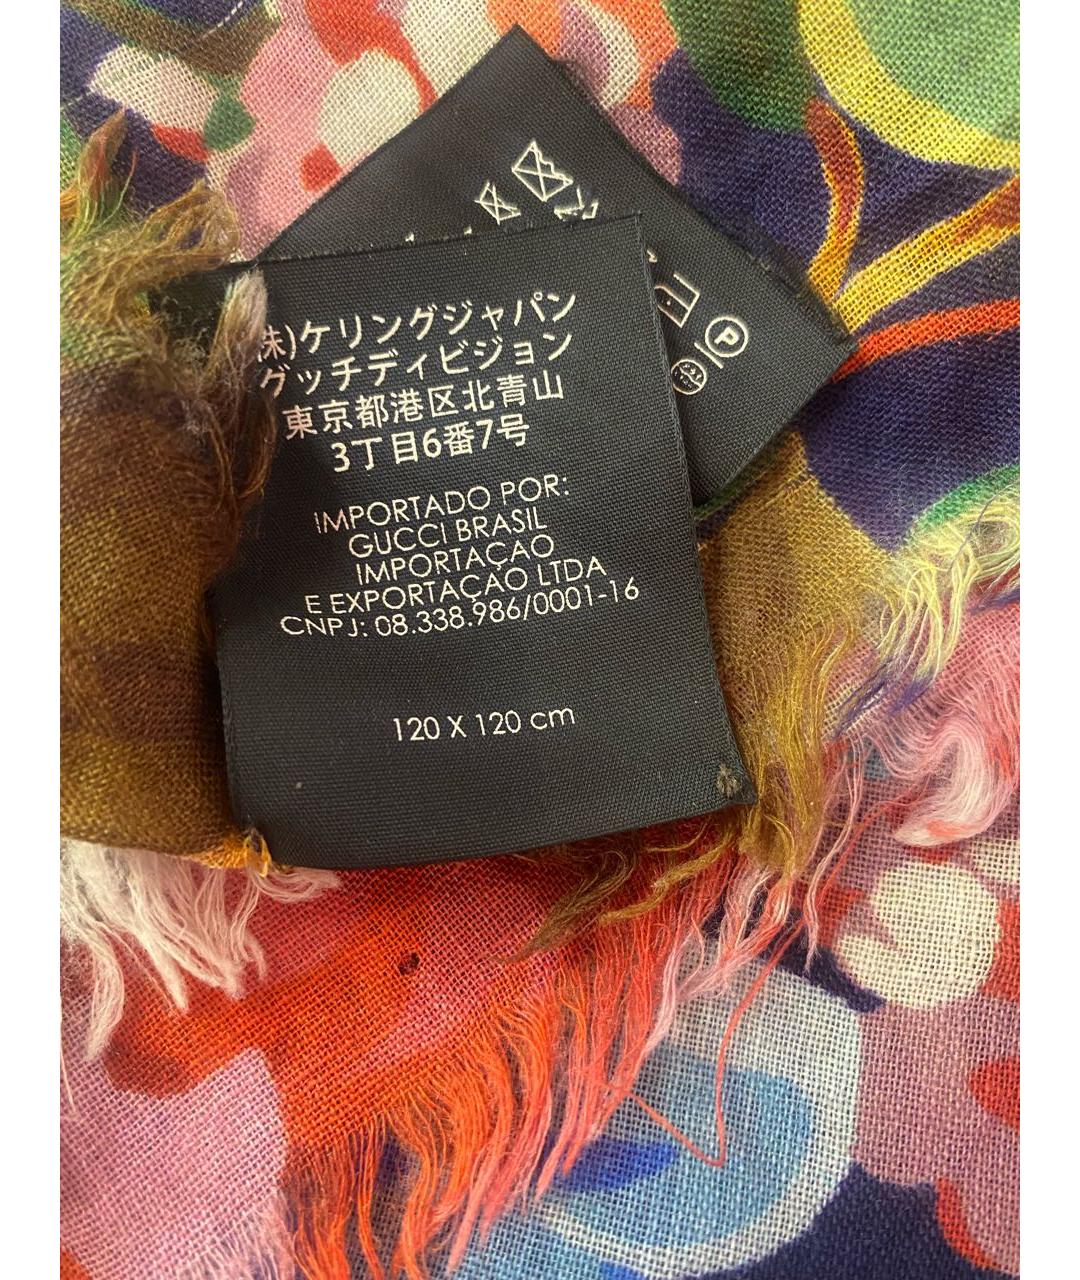 (株)ケリングジャパン
グッチディビジョン
東京都港区北青山
3丁目6番7号
IMPORTADO POR:
GUCCI BRASIL
IMPORTAÇAO
E EXPORTAÇAO LTDA
CNPJ: 08.338.986/0001-16
120 X 120 cm
P